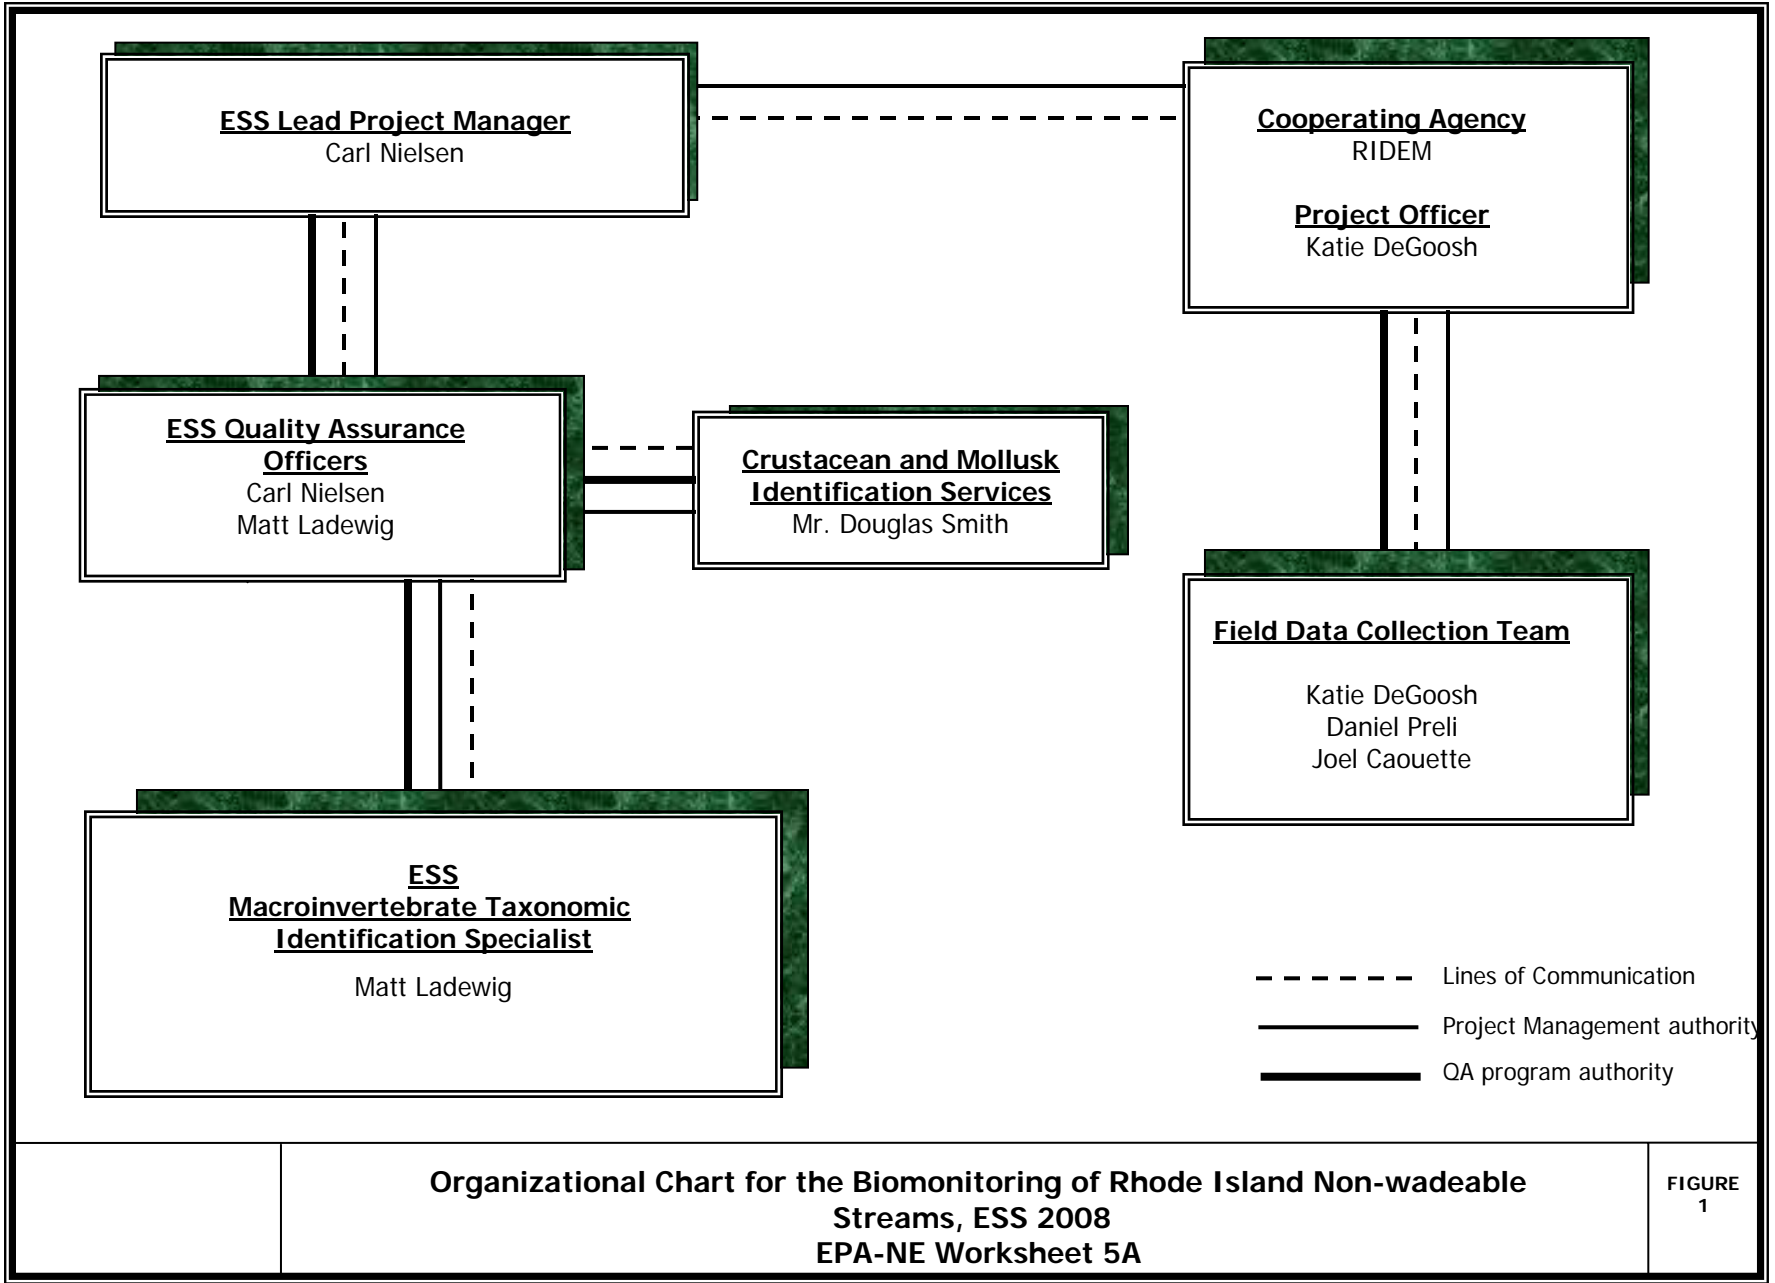 ESS Lead Project Manager
Carl Nielsen
Cooperating Agency
RIDEM
Project Officer
Katie DeGoosh
ESS Quality Assurance
Officers
Carl Nielsen
Matt Ladewig
Crustacean and Mollusk
Identification Services
Mr. Douglas Smith
Field Data Collection Team
Katie DeGoosh
Daniel Preli
Joel Caouette
ESS
Macroinvertebrate Taxonomic
Identification Specialist
Matt Ladewig
Lines of Communication
Project Management authority
QA program authority
Organizational Chart for the Biomonitoring of Rhode Island Non-wadeable
Streams, ESS 2008
EPA-NE Worksheet 5A
FIGURE
1